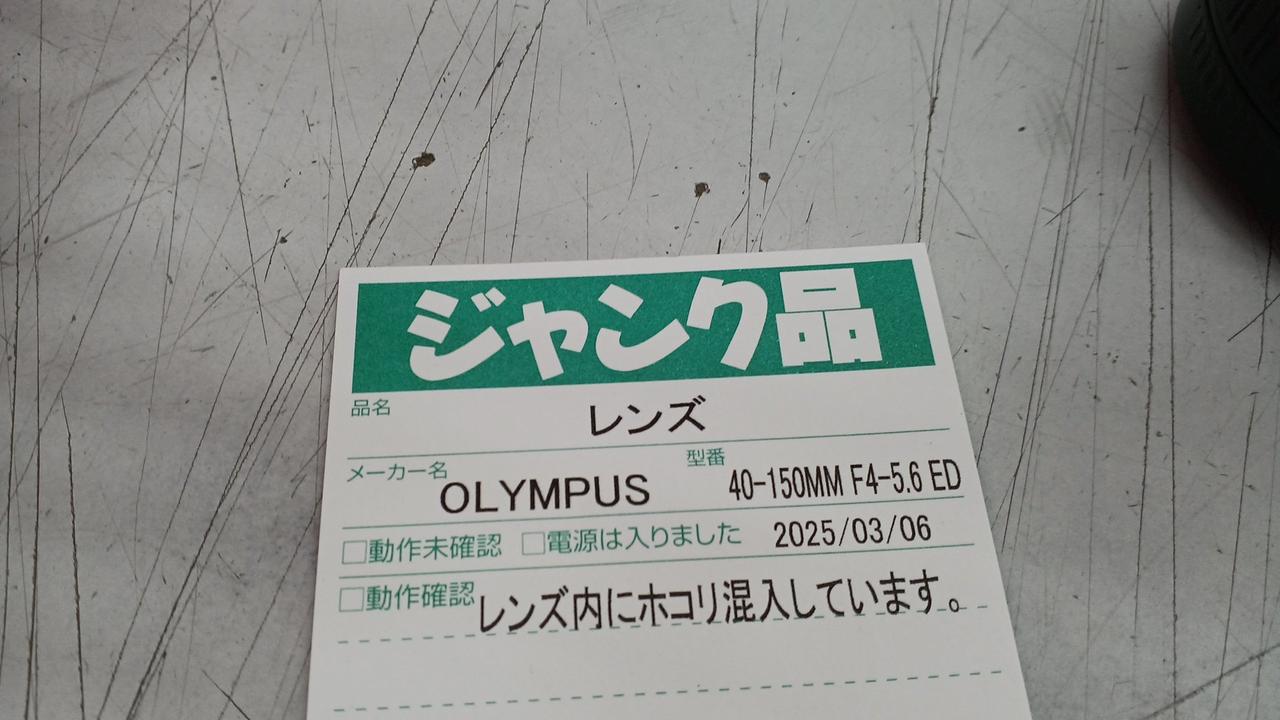 ジャンク品
品名 レンズ
メーカー名 OLYMPUS 型番 40-150MM F4-5.6 ED
□動作未確認 □電源は入りました 2025/03/06
□動作確認 レンズ内にホコリ混入しています。